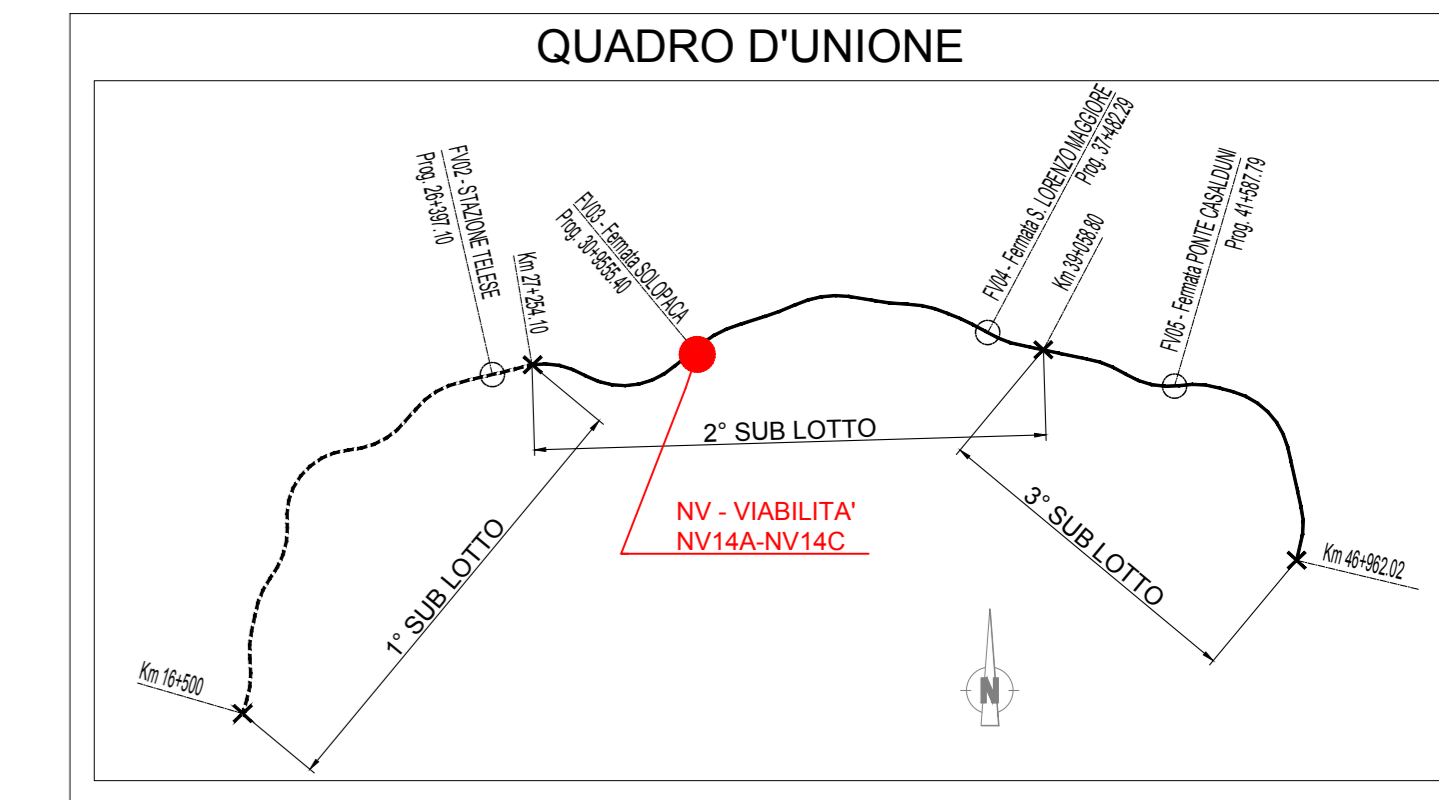 QUADRO D'UNIONE
FV02 - STAZIONE TELESE
Prog. 26+397.10
Km 27+254.10
FV03 - Fermata SOLOPACA
Prog. 30+9555.40
FV04 - Fermata S. LORENZO MAGGIORE
Prog. 37+482.29
Km 39+058.80
FV05 - Fermata PONTE CASALDUNI
Prog. 41+587.79
2° SUB LOTTO
NV - VIABILITA'
NV14A-NV14C
1° SUB LOTTO
3° SUB LOTTO
Km 46+962.02
Km 16+500
N